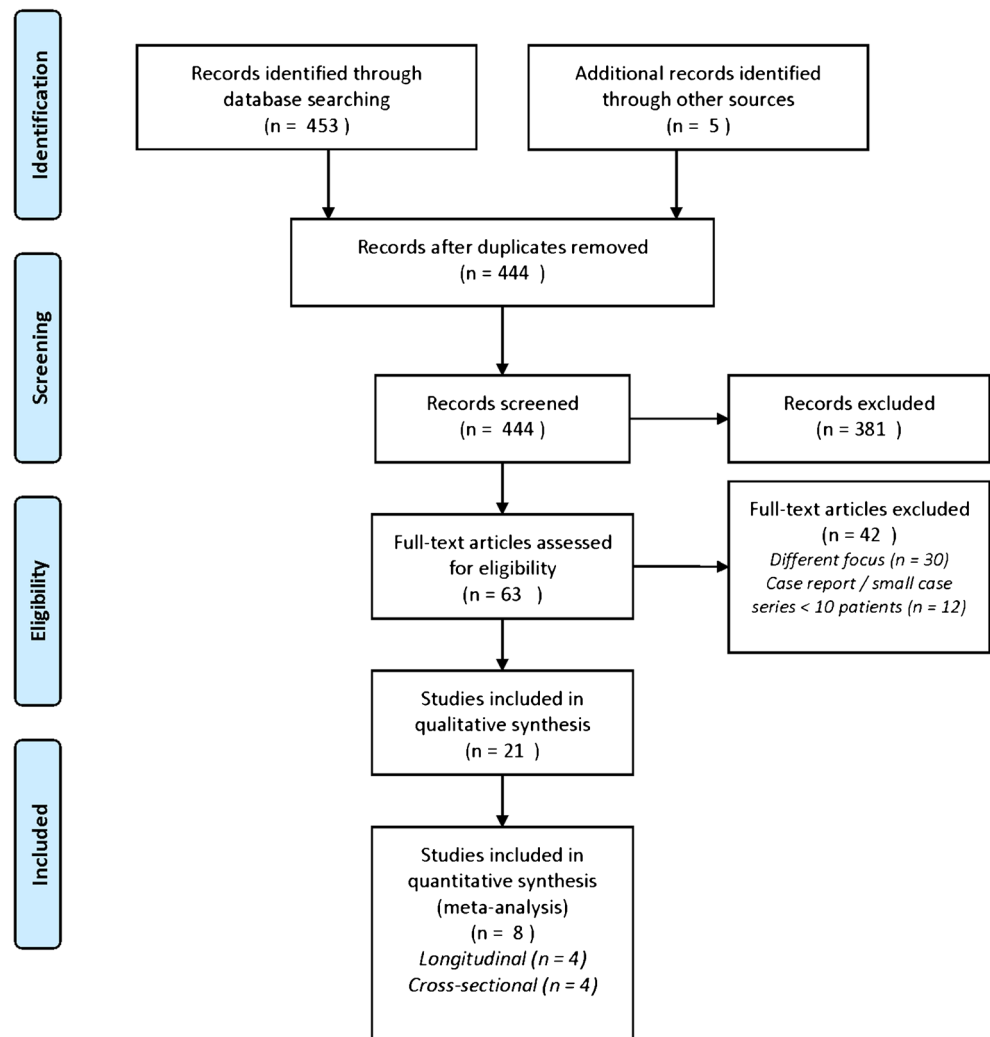 Identification
Records identified through
database searching
(n = 453 )
Additional records identified
through other sources
(n = 5 )
Records after duplicates removed
(n = 444 )
Screening
Records screened
(n = 444 )
Records excluded
(n = 381 )
Eligibility
Full-text articles assessed
for eligibility
(n = 63 )
Full-text articles excluded
(n = 42 )
Different focus (n = 30)
Case report / small case
series < 10 patients (n = 12)
Studies included in
qualitative synthesis
(n = 21 )
Included
Studies included in
quantitative synthesis
(meta-analysis)
(n = 8 )
Longitudinal (n = 4)
Cross-sectional (n = 4)